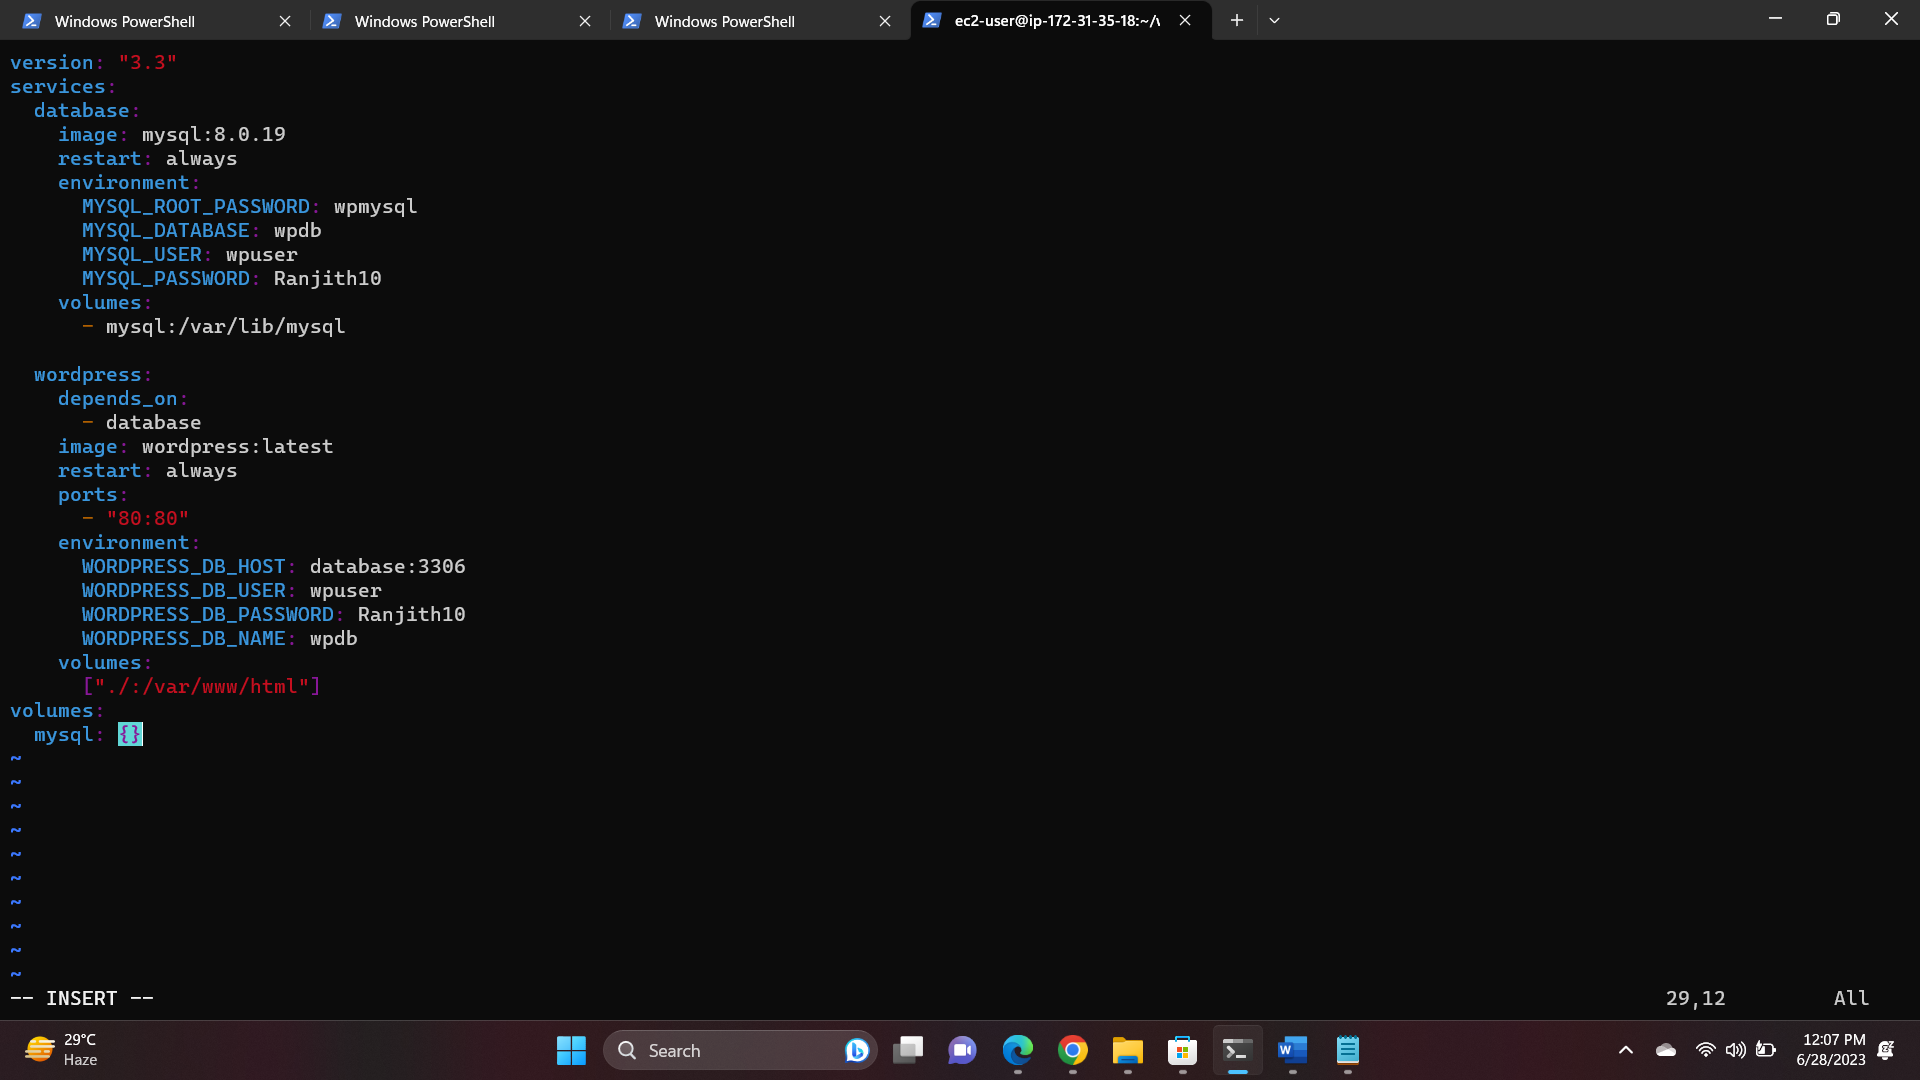 Windows PowerShell
Windows PowerShell
Windows PowerShell
ec2-user@ip-172-31-35-18:~/v
version: "3.3"
services:
  database:
    image: mysql:8.0.19
    restart: always
    environment:
      MYSQL_ROOT_PASSWORD: wpmysql
      MYSQL_DATABASE: wpdb
      MYSQL_USER: wpuser
      MYSQL_PASSWORD: Ranjith10
    volumes:
      - mysql:/var/lib/mysql

  wordpress:
    depends_on:
      - database
    image: wordpress:latest
    restart: always
    ports:
      - "80:80"
    environment:
      WORDPRESS_DB_HOST: database:3306
      WORDPRESS_DB_USER: wpuser
      WORDPRESS_DB_PASSWORD: Ranjith10
      WORDPRESS_DB_NAME: wpdb
    volumes:
      ["./:/var/www/html"]
volumes:
  mysql: {}
~
~
~
~
~
~
~
~
~
~
-- INSERT --
29,12
All
29°C
Haze
Search
12:07 PM
6/28/2023